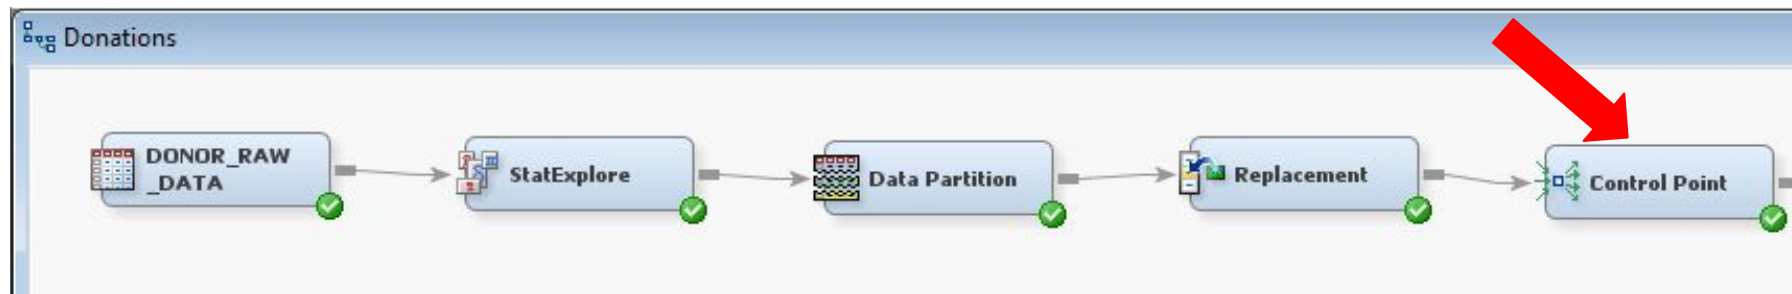 Donations
DONOR_RAW
_DATA
StatExplore
Data Partition
Replacement
Control Point